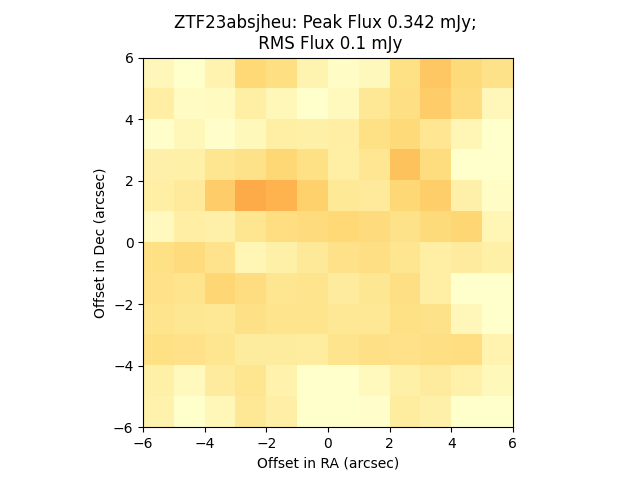 ZTF23absjheu: Peak Flux 0.342 mJy;
RMS Flux 0.1 mJy
6
4
2
0
−2
−4
−6
Offset in Dec (arcsec)
−6 −4 −2 0 2 4 6
Offset in RA (arcsec)